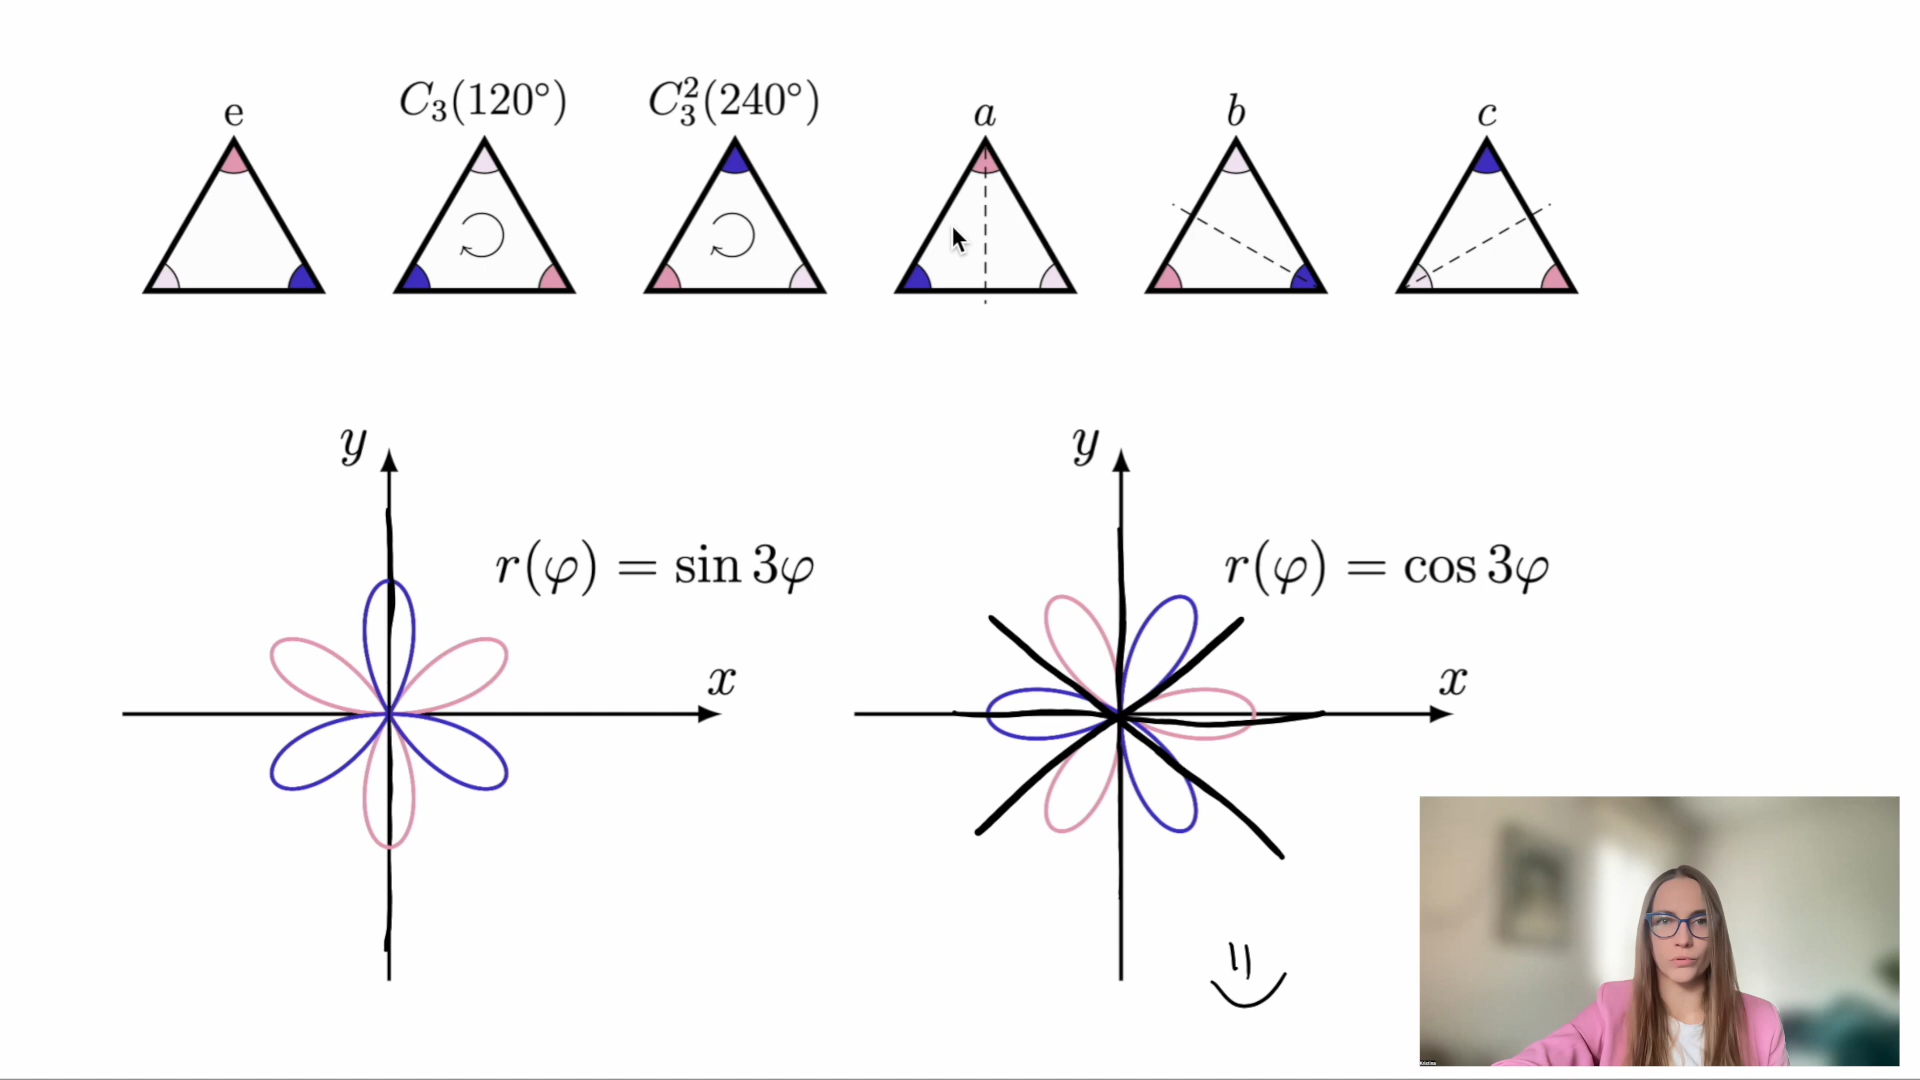 e C₃(120°) C₃²(240°) a b c
y y
r(φ) = sin 3φ r(φ) = cos 3φ
x x